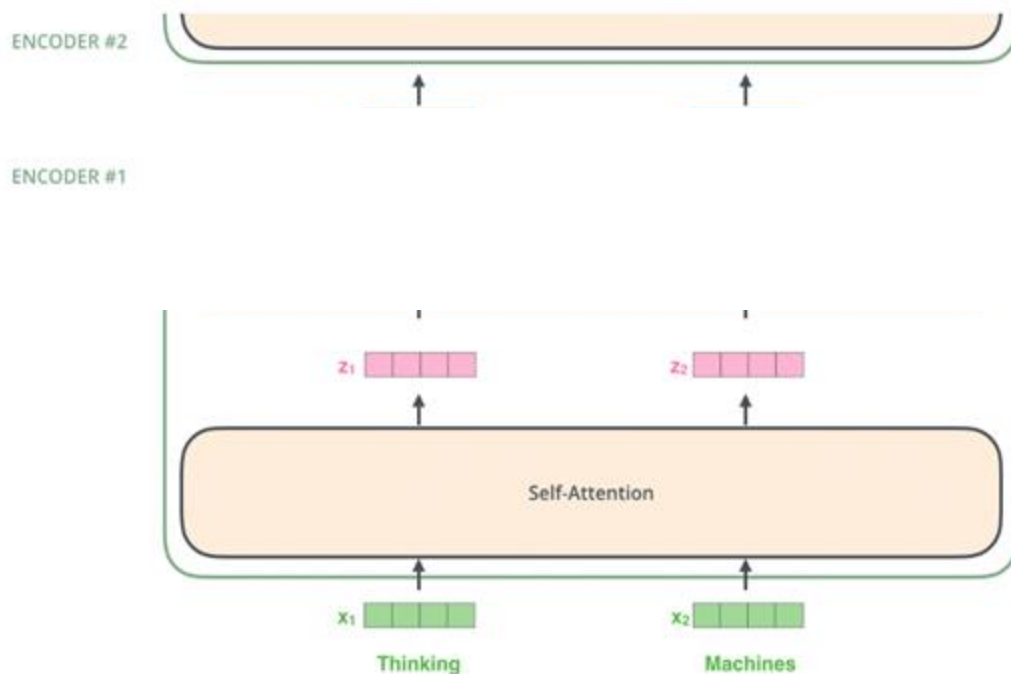 ENCODER #2
ENCODER #1
z₁ z₂
Self-Attention
x₁ x₂
Thinking Machines